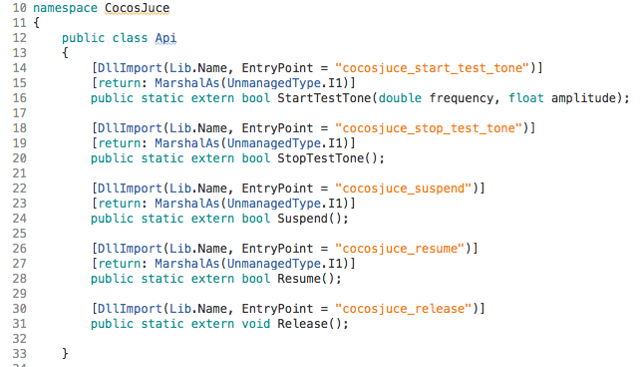 10 namespace CocosJuce
11 {
12     public class Api
13     {
14         [DllImport(Lib.Name, EntryPoint = "cocosjuce_start_test_tone")]
15         [return: MarshalAs(UnmanagedType.I1)]
16         public static extern bool StartTestTone(double frequency, float amplitude);
17
18         [DllImport(Lib.Name, EntryPoint = "cocosjuce_stop_test_tone")]
19         [return: MarshalAs(UnmanagedType.I1)]
20         public static extern bool StopTestTone();
21
22         [DllImport(Lib.Name, EntryPoint = "cocosjuce_suspend")]
23         [return: MarshalAs(UnmanagedType.I1)]
24         public static extern bool Suspend();
25
26         [DllImport(Lib.Name, EntryPoint = "cocosjuce_resume")]
27         [return: MarshalAs(UnmanagedType.I1)]
28         public static extern bool Resume();
29
30         [DllImport(Lib.Name, EntryPoint = "cocosjuce_release")]
31         public static extern void Release();
32
33     }